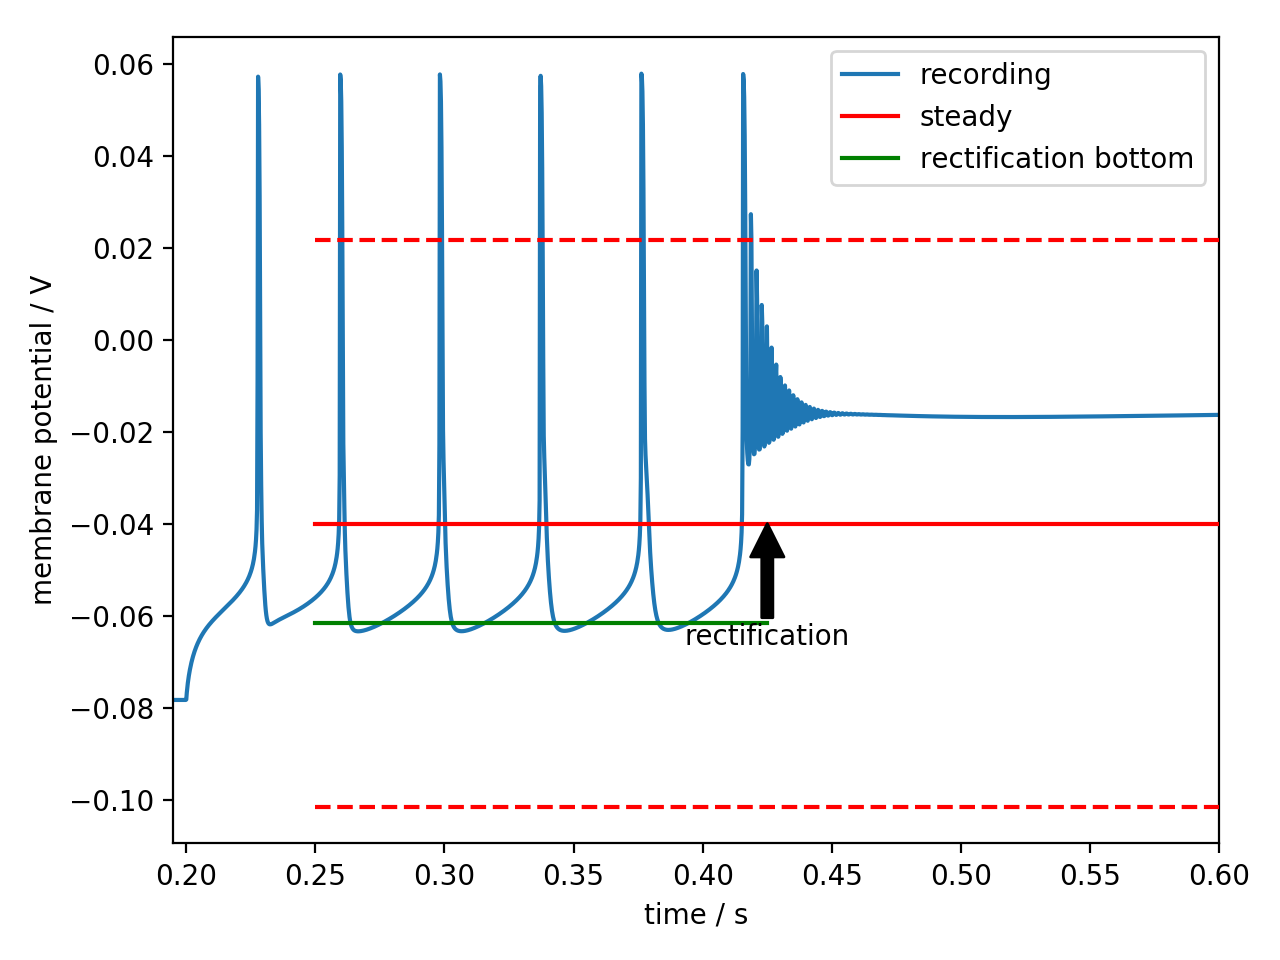 0.06
0.04
0.02
0.00
−0.02
−0.04
−0.06
−0.08
−0.10
membrane potential / V
recording
steady
rectification bottom
rectification
0.20 0.25 0.30 0.35 0.40 0.45 0.50 0.55 0.60
time / s